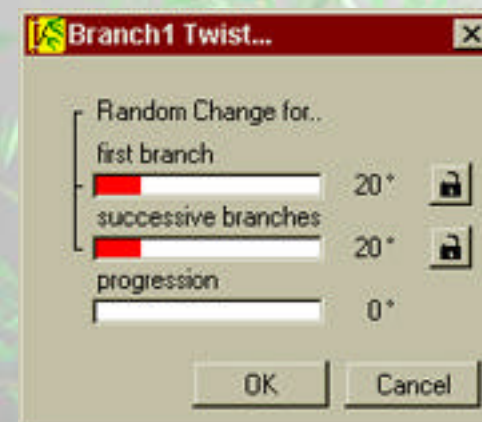 Branch1 Twist...
Random Change for..
first branch
20°
successive branches
20°
progression
0°
OK Cancel